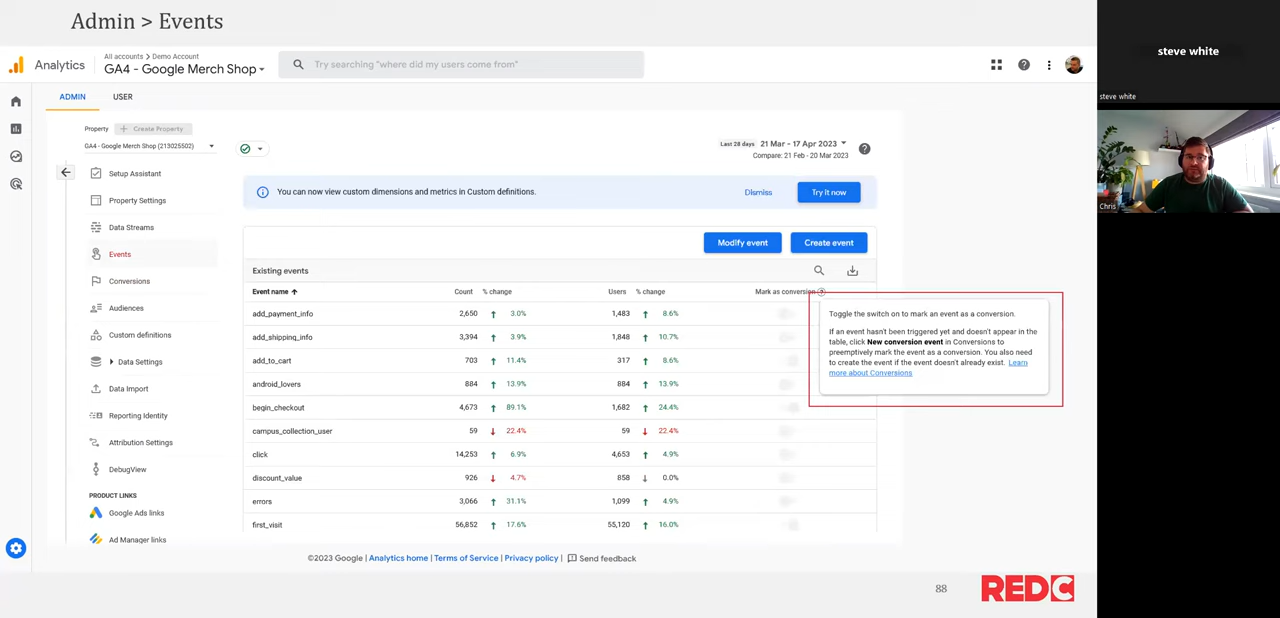 Admin > Events
Analytics
All accounts > Demo Account
GA4 - Google Merch Shop
Try searching "where did my users come from"
ADMIN
USER
Property
Create Property
GA4 - Google Merch Shop (213025502)
Setup Assistant
Property Settings
Data Streams
Events
Conversions
Audiences
Custom definitions
Data Settings
Data Import
Reporting Identity
Attribution Settings
DebugView
PRODUCT LINKS
Google Ads links
Ad Manager links
Last 28 days 21 Mar - 17 Apr 2023
Compare: 21 Feb - 20 Mar 2023
You can now view custom dimensions and metrics in Custom definitions.
Dismiss
Try it now
Modify event
Create event
Existing events
Event name Count % change Users % change Mark as conversion
add_payment_info 2,650 3.0% 1,483 8.6%
add_shipping_info 3,394 3.9% 1,848 10.7%
add_to_cart 703 11.4% 317 8.6%
android_lovers 884 13.9% 884 13.9%
begin_checkout 4,673 89.1% 1,682 24.4%
campus_collection_user 59 22.4% 59 22.4%
click 14,253 6.9% 4,653 4.9%
discount_value 926 4.7% 858 0.0%
errors 3,066 31.1% 1,099 4.9%
first_visit 56,852 17.6% 55,120 16.0%
Toggle the switch on to mark an event as a conversion.
If an event hasn't been triggered yet and doesn't appear in the
table, click New conversion event in Conversions to
preemptively mark the event as a conversion. You also need
to create the event if the event doesn't already exist. Learn
more about Conversions
©2023 Google | Analytics home | Terms of Service | Privacy policy | Send feedback
88
REDC
steve white
steve white
Chris